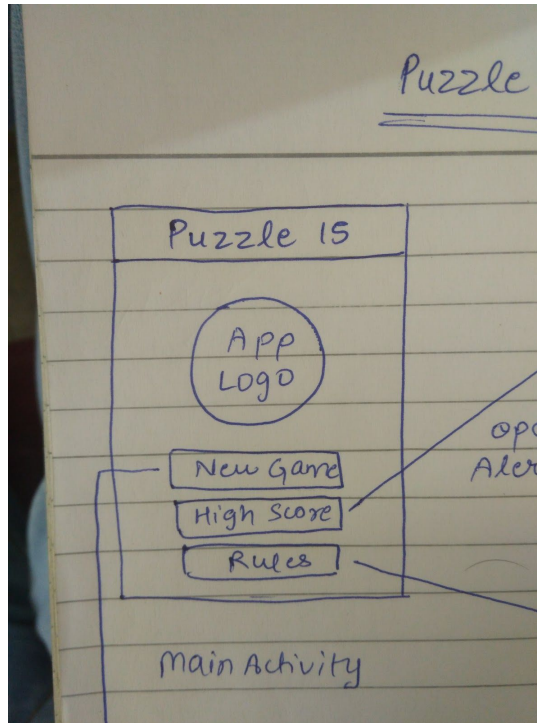 Puzzle
Puzzle 15
App
Logo
New Game
High Score
Rules
Main Activity